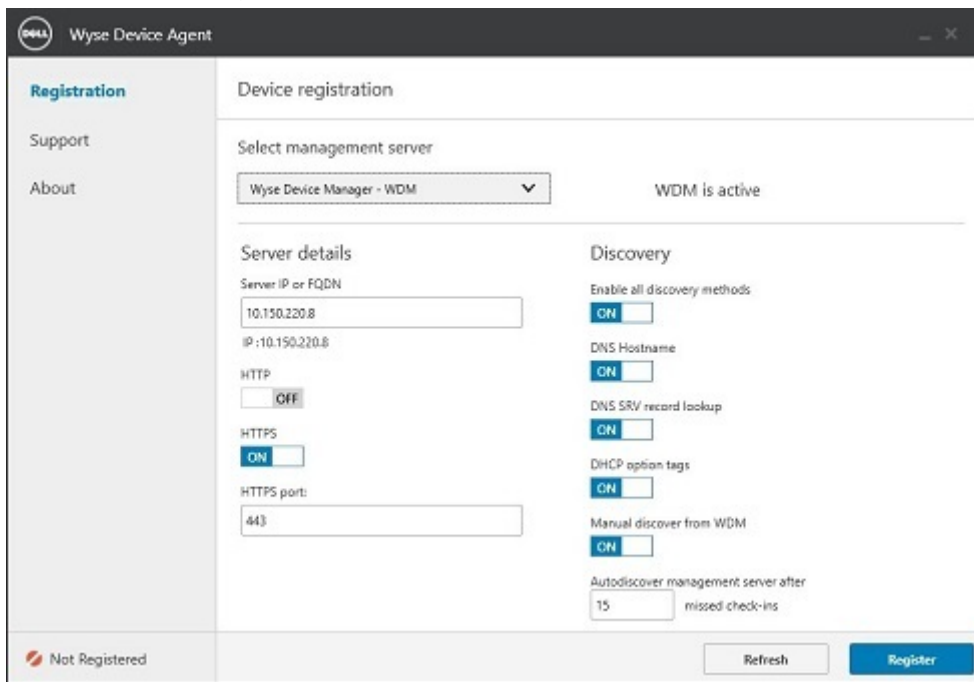 DELL
Wyse Device Agent
Registration
Support
About
Device registration
Select management server
Wyse Device Manager - WDM
WDM is active
Server details
Server IP or FQDN
10.150.220.8
IP :10.150.220.8
HTTP
OFF
HTTPS
ON
HTTPS port:
443
Discovery
Enable all discovery methods
ON
DNS Hostname
ON
DNS SRV record lookup
ON
DHCP option tags
ON
Manual discover from WDM
ON
Autodiscover management server after
15 missed check-ins
Not Registered
Refresh
Register